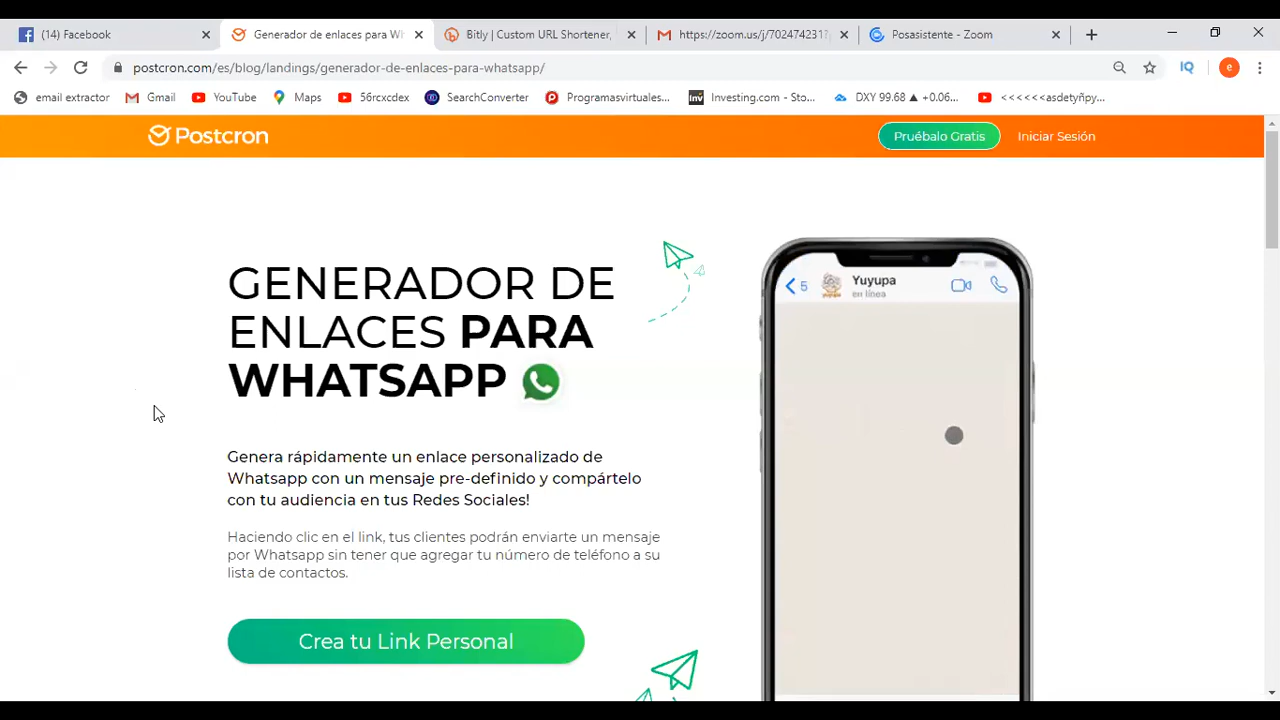 (14) Facebook
Generador de enlaces para Wh
Bitly | Custom URL Shortener,
https://zoom.us/j/702474231?
Posasistente - Zoom
postcron.com/es/blog/landings/generador-de-enlaces-para-whatsapp/
e
email extractor
Gmail
YouTube
Maps
56rcxcdex
SearchConverter
Programasvirtuales...
Investing.com - Sto...
DXY 99.68 ▲ +0.06...
<<<<<<asdetyñpy...
Postcron
Pruébalo Gratis
Iniciar Sesión
GENERADOR DE
ENLACES PARA
WHATSAPP
Genera rápidamente un enlace personalizado de
Whatsapp con un mensaje pre-definido y compártelo
con tu audiencia en tus Redes Sociales!
Haciendo clic en el link, tus clientes podrán enviarte un mensaje
por Whatsapp sin tener que agregar tu número de teléfono a su
lista de contactos.
Crea tu Link Personal
5
Yuyupa
en línea